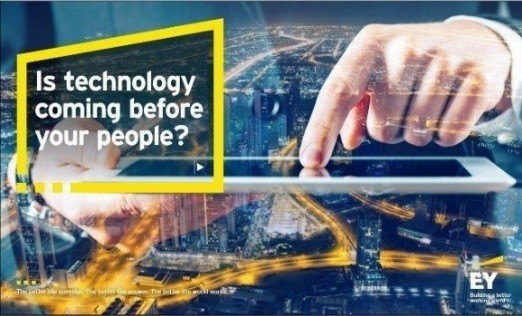 Is technology
coming before
your people?
The better the question. The better the answer. The better the world works.
EY
Building a better
working world